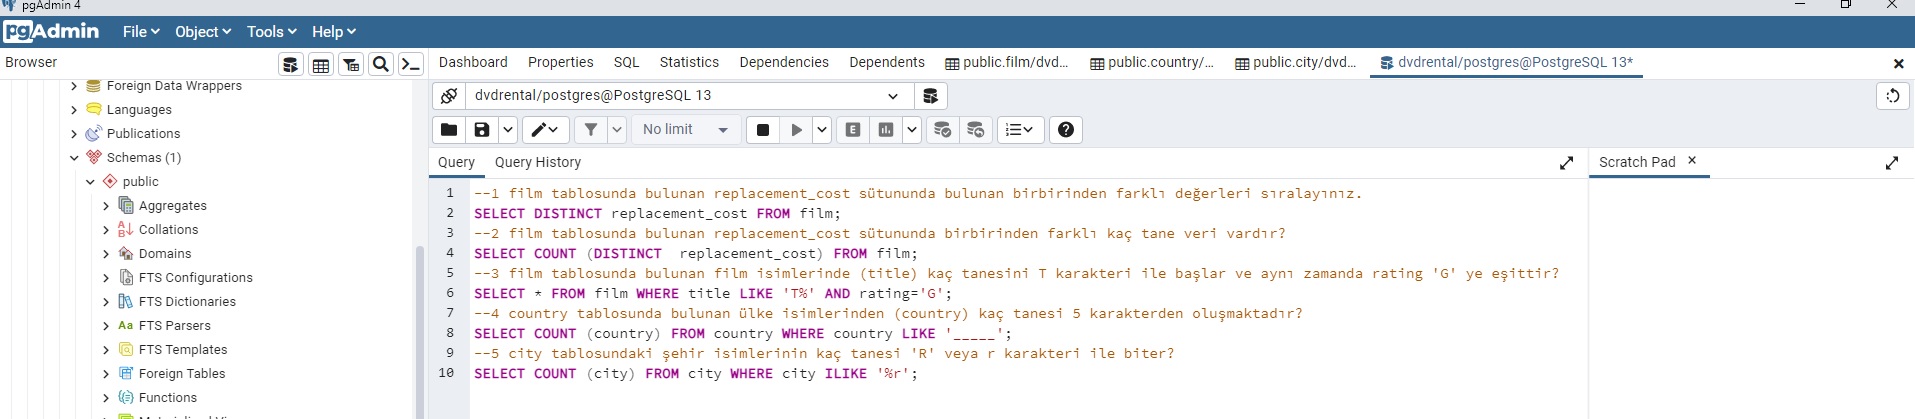 pgAdmin 4
pgAdmin File Object Tools Help
Browser
Dashboard Properties SQL Statistics Dependencies Dependents public.film/dvd... public.country/... public.city/dvd... dvdrental/postgres@PostgreSQL 13*
Foreign Data Wrappers
Languages
Publications
Schemas (1)
public
Aggregates
Collations
Domains
FTS Configurations
FTS Dictionaries
Aa FTS Parsers
FTS Templates
Foreign Tables
Functions
dvdrental/postgres@PostgreSQL 13
No limit
E
Query Query History
Scratch Pad
1 --1 film tablosunda bulunan replacement_cost sütununda bulunan birbirinden farklı değerleri sıralayınız.
2 SELECT DISTINCT replacement_cost FROM film;
3 --2 film tablosunda bulunan replacement_cost sütununda birbirinden farklı kaç tane veri vardır?
4 SELECT COUNT (DISTINCT  replacement_cost) FROM film;
5 --3 film tablosunda bulunan film isimlerinde (title) kaç tanesini T karakteri ile başlar ve aynı zamanda rating 'G' ye eşittir?
6 SELECT * FROM film WHERE title LIKE 'T%' AND rating='G';
7 --4 country tablosunda bulunan ülke isimlerinden (country) kaç tanesi 5 karakterden oluşmaktadır?
8 SELECT COUNT (country) FROM country WHERE country LIKE '_____';
9 --5 city tablosundaki şehir isimlerinin kaç tanesi 'R' veya r karakteri ile biter?
10 SELECT COUNT (city) FROM city WHERE city ILIKE '%r';